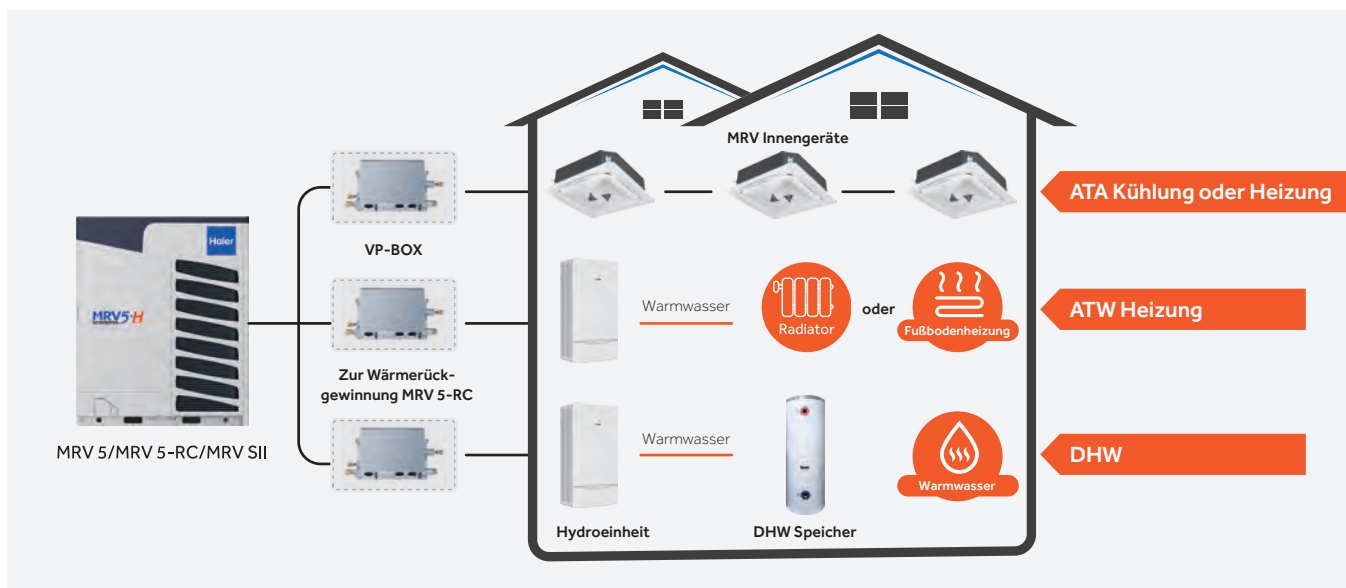 MRV Innengeräte
ATA Kühlung oder Heizung
VP-BOX
Haier
MRV5-H
Warmwasser
Radiator
oder
Fußbodenheizung
ATW Heizung
Zur Wärmerück-
gewinnung MRV 5-RC
MRV 5/MRV 5-RC/MRV SII
Warmwasser
Warmwasser
DHW
Hydroeinheit
DHW Speicher